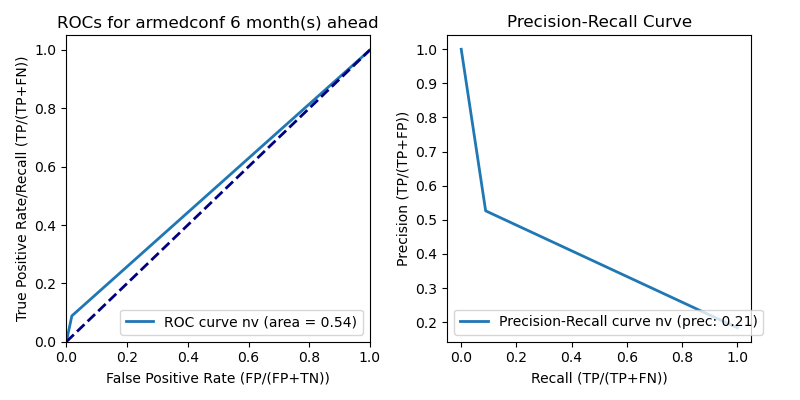 ROCs for armedconf 6 month(s) ahead
True Positive Rate/Recall (TP/(TP+FN))
1.0
0.8
0.6
0.4
0.2
0.0
ROC curve nv (area = 0.54)
0.0 0.2 0.4 0.6 0.8 1.0
False Positive Rate (FP/(FP+TN))
Precision-Recall Curve
Precision (TP/(TP+FP))
1.0
0.9
0.8
0.7
0.6
0.5
0.4
0.3
0.2
Precision-Recall curve nv (prec: 0.21)
0.0 0.2 0.4 0.6 0.8 1.0
Recall (TP/(TP+FN))